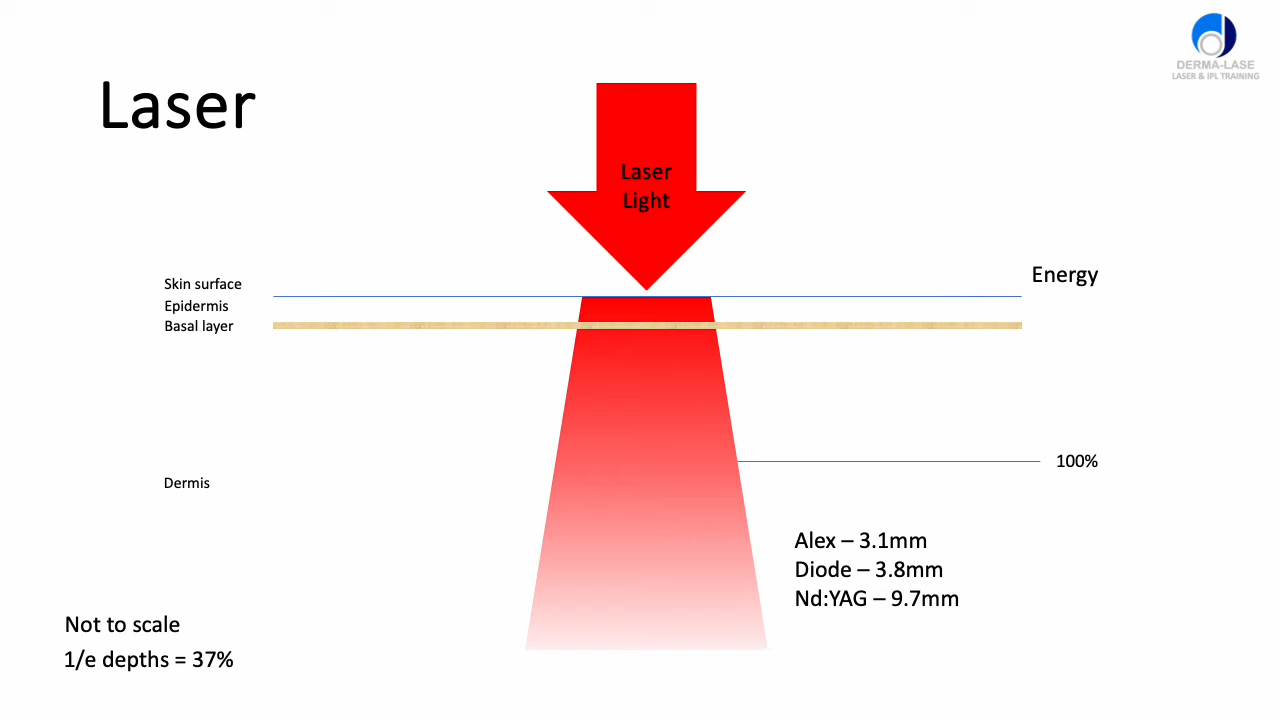 DERMA-LASE
LASER & IPL TRAINING
Laser
Laser
Light
Energy
Skin surface
Epidermis
Basal layer
100%
Dermis
Alex – 3.1mm
Diode – 3.8mm
Nd:YAG – 9.7mm
Not to scale
1/e depths = 37%